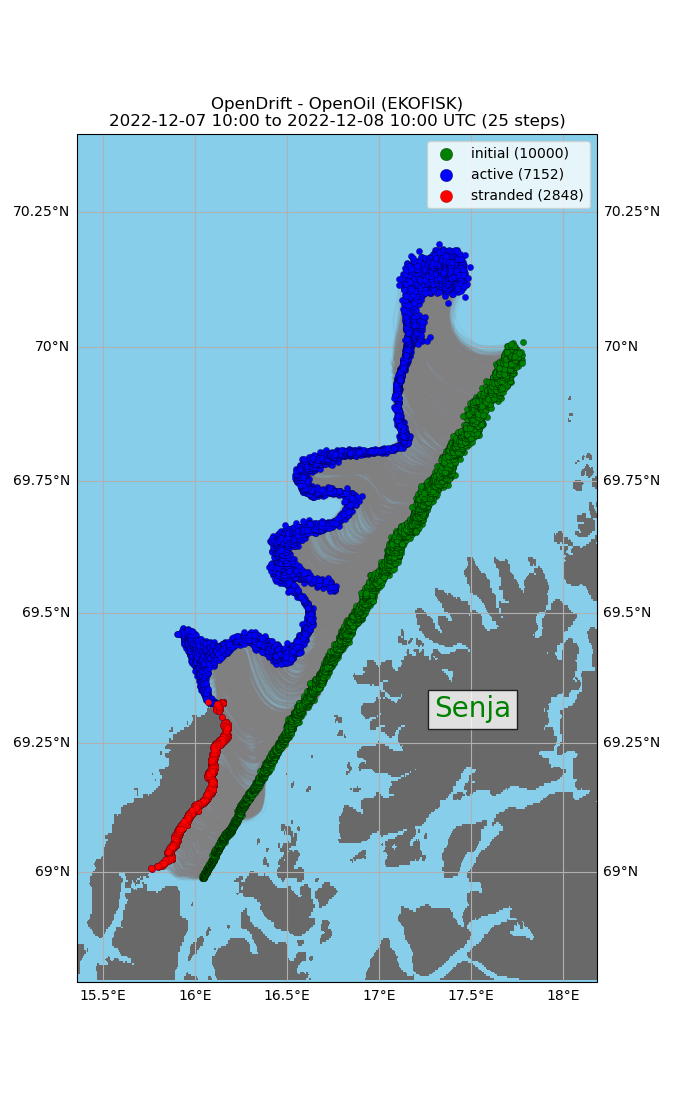 OpenDrift - OpenOil (EKOFISK)
2022-12-07 10:00 to 2022-12-08 10:00 UTC (25 steps)
initial (10000)
active (7152)
stranded (2848)
70.25°N 70.25°N
70°N 70°N
69.75°N 69.75°N
69.5°N 69.5°N
Senja
69.25°N 69.25°N
69°N 69°N
15.5°E 16°E 16.5°E 17°E 17.5°E 18°E